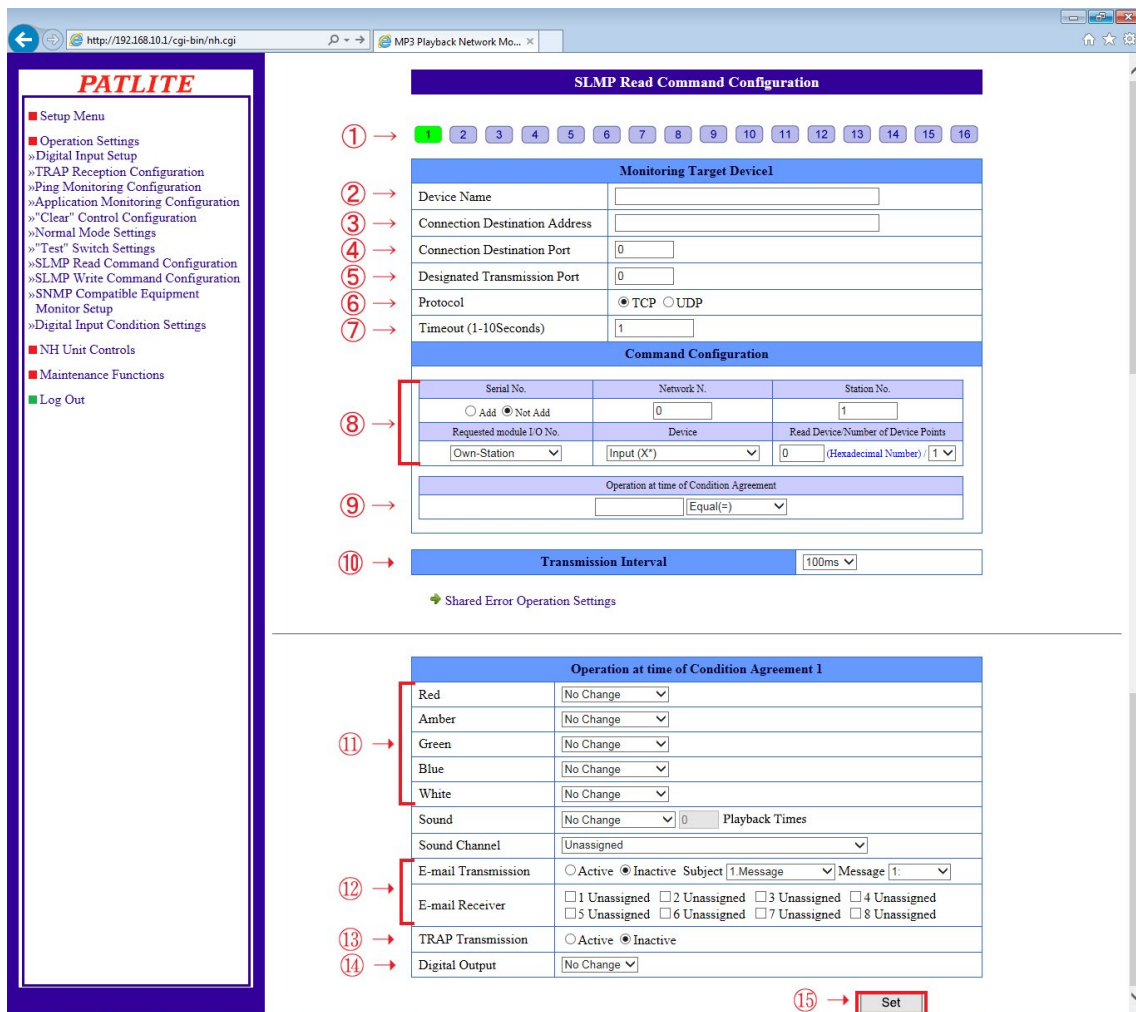 http://192.168.10.1/cgi-bin/nh.cgi
MP3 Playback Network Mo...
PATLITE
Setup Menu
Operation Settings
»Digital Input Setup
»TRAP Reception Configuration
»Ping Monitoring Configuration
»Application Monitoring Configuration
»"Clear" Control Configuration
»Normal Mode Settings
»"Test" Switch Settings
»SLMP Read Command Configuration
»SLMP Write Command Configuration
»SNMP Compatible Equipment
Monitor Setup
»Digital Input Condition Settings
NH Unit Controls
Maintenance Functions
Log Out
SLMP Read Command Configuration
① → 1 2 3 4 5 6 7 8 9 10 11 12 13 14 15 16
Monitoring Target Device1
② → Device Name
③ → Connection Destination Address
④ → Connection Destination Port 0
⑤ → Designated Transmission Port 0
⑥ → Protocol TCP UDP
⑦ → Timeout (1-10Seconds) 1
Command Configuration
⑧ →
Serial No. Network N. Station No.
Add Not Add 0 1
Requested module I/O No. Device Read Device/Number of Device Points
Own-Station Input (X*) 0 (Hexadecimal Number) / 1
Operation at time of Condition Agreement
⑨ → Equal(=)
⑩ → Transmission Interval 100ms
Shared Error Operation Settings
Operation at time of Condition Agreement 1
⑪ →
Red No Change
Amber No Change
Green No Change
Blue No Change
White No Change
Sound No Change 0 Playback Times
Sound Channel Unassigned
⑫ →
E-mail Transmission Active Inactive Subject 1.Message Message 1:
E-mail Receiver 1 Unassigned 2 Unassigned 3 Unassigned 4 Unassigned
5 Unassigned 6 Unassigned 7 Unassigned 8 Unassigned
⑬ → TRAP Transmission Active Inactive
⑭ → Digital Output No Change
⑮ → Set